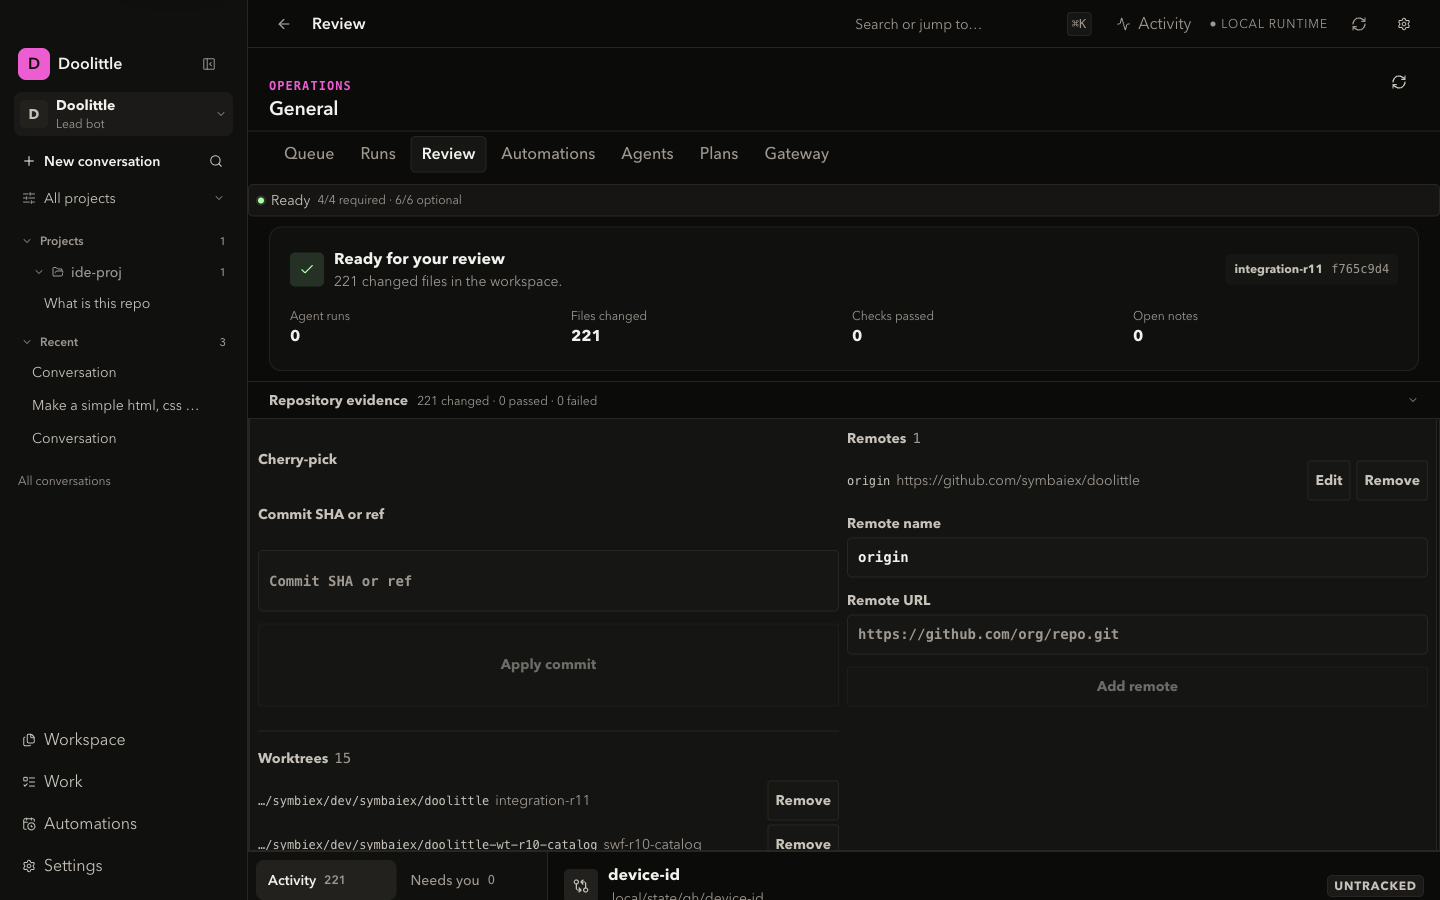 Review
Search or jump to…
⌘K
Activity
LOCAL RUNTIME
D
Doolittle
D
Doolittle
Lead bot
New conversation
All projects
Projects 1
ide-proj 1
What is this repo
Recent 3
Conversation
Make a simple html, css …
Conversation
All conversations
Workspace
Work
Automations
Settings
OPERATIONS
General
Queue Runs Review Automations Agents Plans Gateway
Ready 4/4 required · 6/6 optional
Ready for your review
221 changed files in the workspace.
integration-r11 f765c9d4
Agent runs Files changed Checks passed Open notes
0 221 0 0
Repository evidence 221 changed · 0 passed · 0 failed
Cherry-pick
Commit SHA or ref
Commit SHA or ref
Apply commit
Worktrees 15
…/symbiex/dev/symbaiex/doolittle integration-r11 Remove
…/symbiex/dev/symbaiex/doolittle-wt-r10-catalog swf-r10-catalog Remove
Remotes 1
origin https://github.com/symbaiex/doolittle Edit Remove
Remote name
origin
Remote URL
https://github.com/org/repo.git
Add remote
Activity 221 Needs you 0
device-id
.local/state/gh/device-id
UNTRACKED